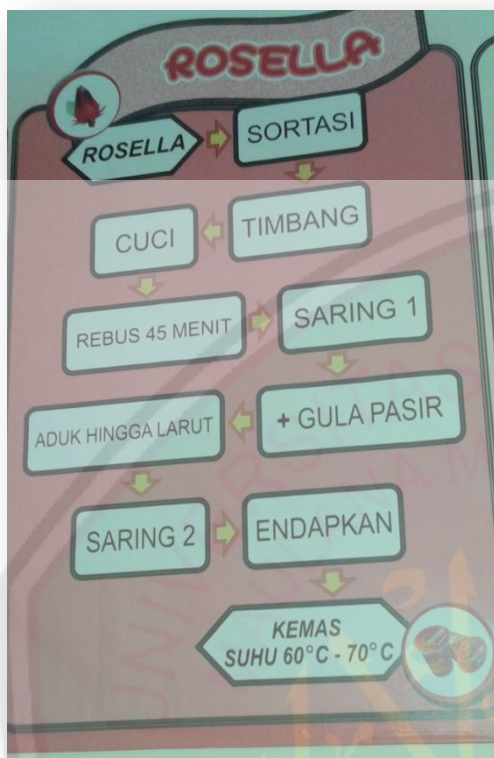 ROSELLA
ROSELLA
SORTASI
TIMBANG
CUCI
REBUS 45 MENIT
SARING 1
+ GULA PASIR
ADUK HINGGA LARUT
SARING 2
ENDAPKAN
KEMAS
SUHU 60°C - 70°C